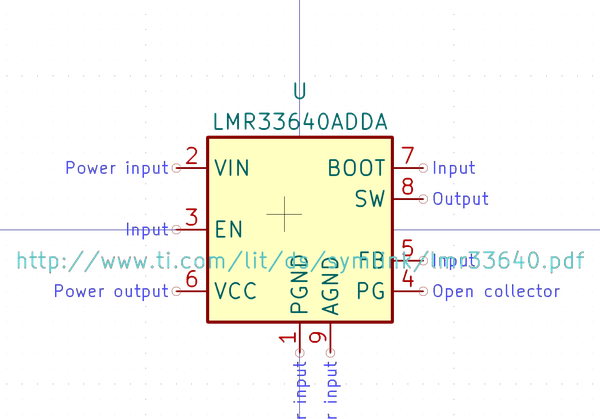 U
LMR33640ADDA
Power input 2 VIN BOOT 7 Input
SW 8 Output
Input 3 EN
FB 5 Input
http://www.ti.com/lit/ds/symlink/lmr33640.pdf
Power output 6 VCC PG 4 Open collector
PGND
AGND
1
9
r input
r input